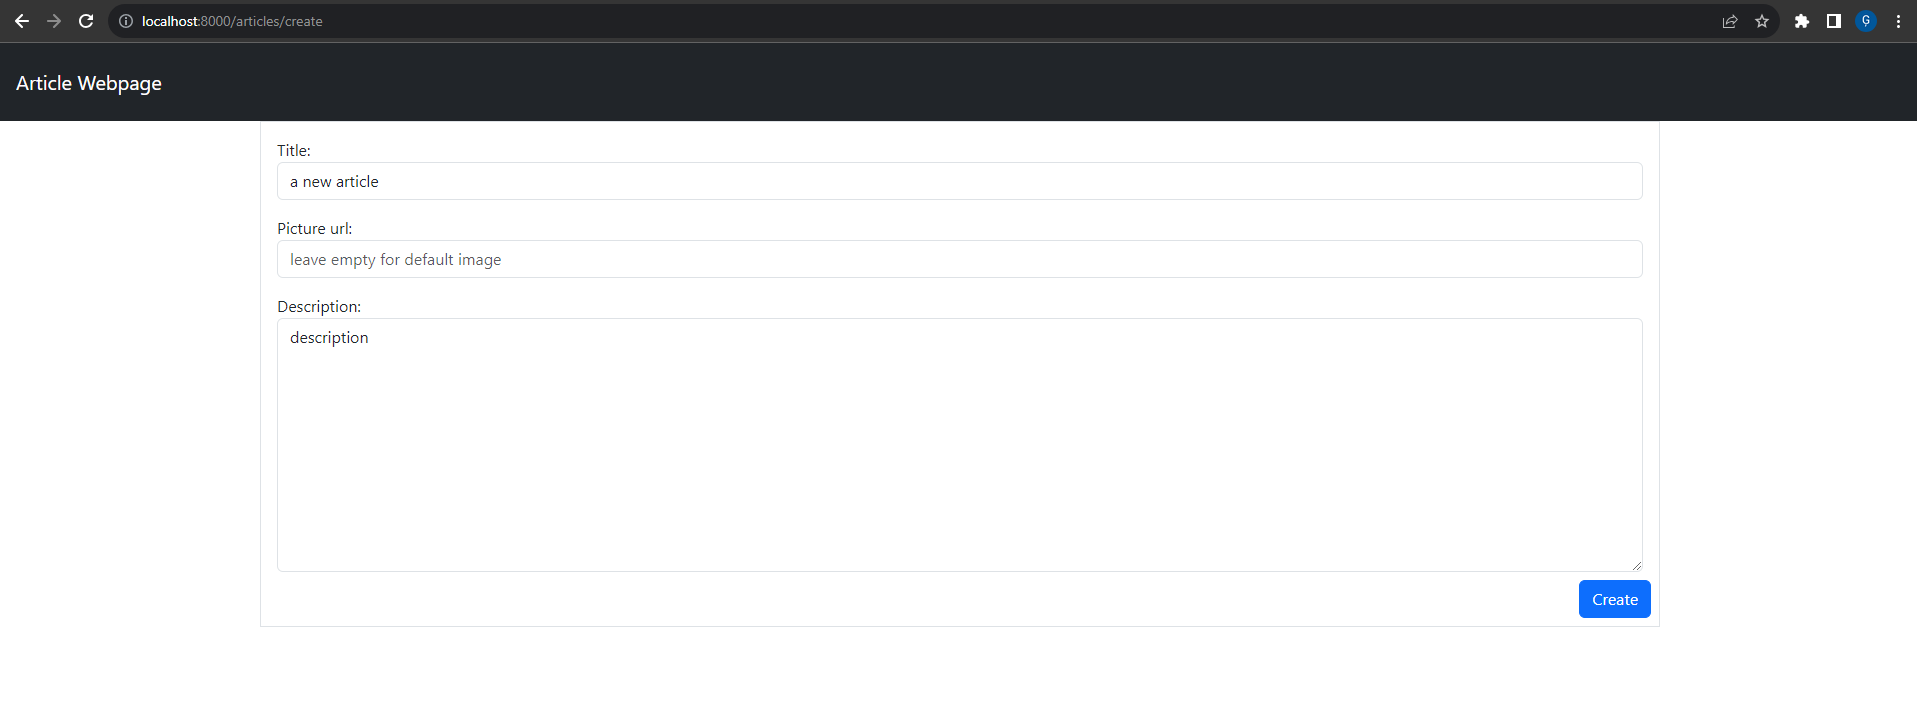 localhost:8000/articles/create
Ģ
Article Webpage
Title:
a new article
Picture url:
leave empty for default image
Description:
description
Create